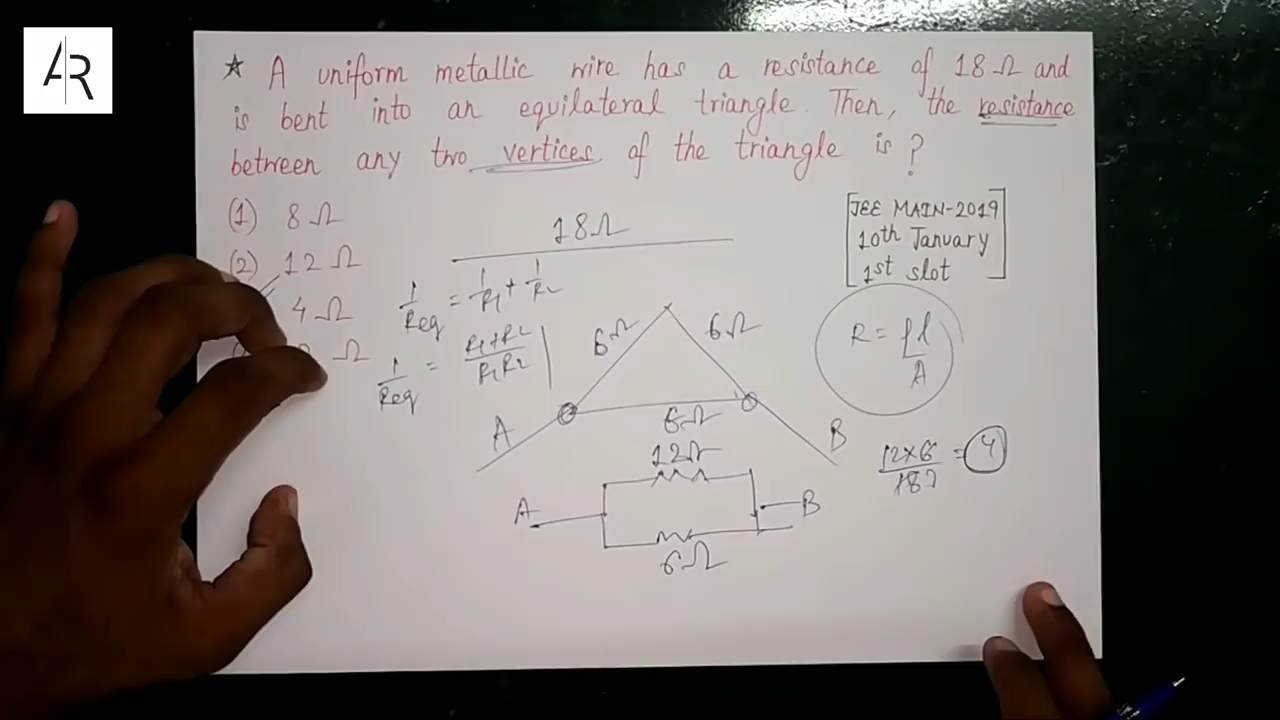 AR
★ A uniform metallic wire has a resistance of 18 Ω and
is bent into an equilateral triangle. Then, the resistance
between any two vertices of the triangle is ?
(1) 8 Ω
(2) 12 Ω
4 Ω
Ω
[JEE MAIN-2019
10th January
1st slot]
18Ω
1/Req = 1/R1 + 1/R2
1/Req = R1+R2/R1R2
6Ω 6Ω
6Ω
A B
R = ρl/A
12Ω
A B
6Ω
12×6/18 = 4